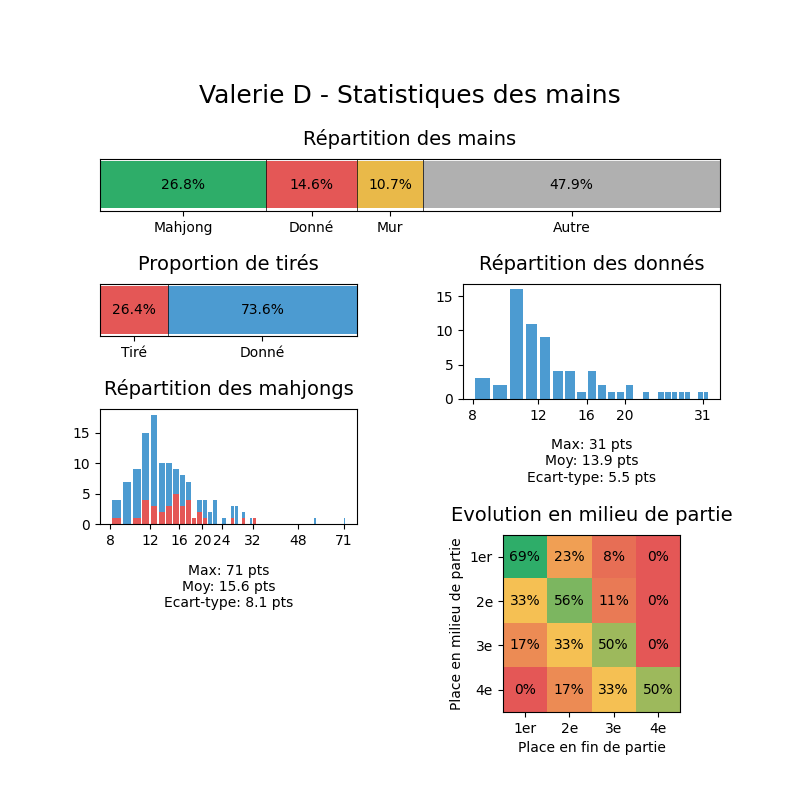 Valerie D - Statistiques des mains
Répartition des mains
26.8% 14.6% 10.7% 47.9%
Mahjong Donné Mur Autre
Proportion de tirés
26.4% 73.6%
Tiré Donné
Répartition des donnés
15
10
5
0
8 12 16 20 31
Max: 31 pts
Moy: 13.9 pts
Ecart-type: 5.5 pts
Répartition des mahjongs
15
10
5
0
8 12 16 20 24 32 48 71
Max: 71 pts
Moy: 15.6 pts
Ecart-type: 8.1 pts
Evolution en milieu de partie
Place en milieu de partie
1er 69% 23% 8% 0%
2e 33% 56% 11% 0%
3e 17% 33% 50% 0%
4e 0% 17% 33% 50%
1er 2e 3e 4e
Place en fin de partie